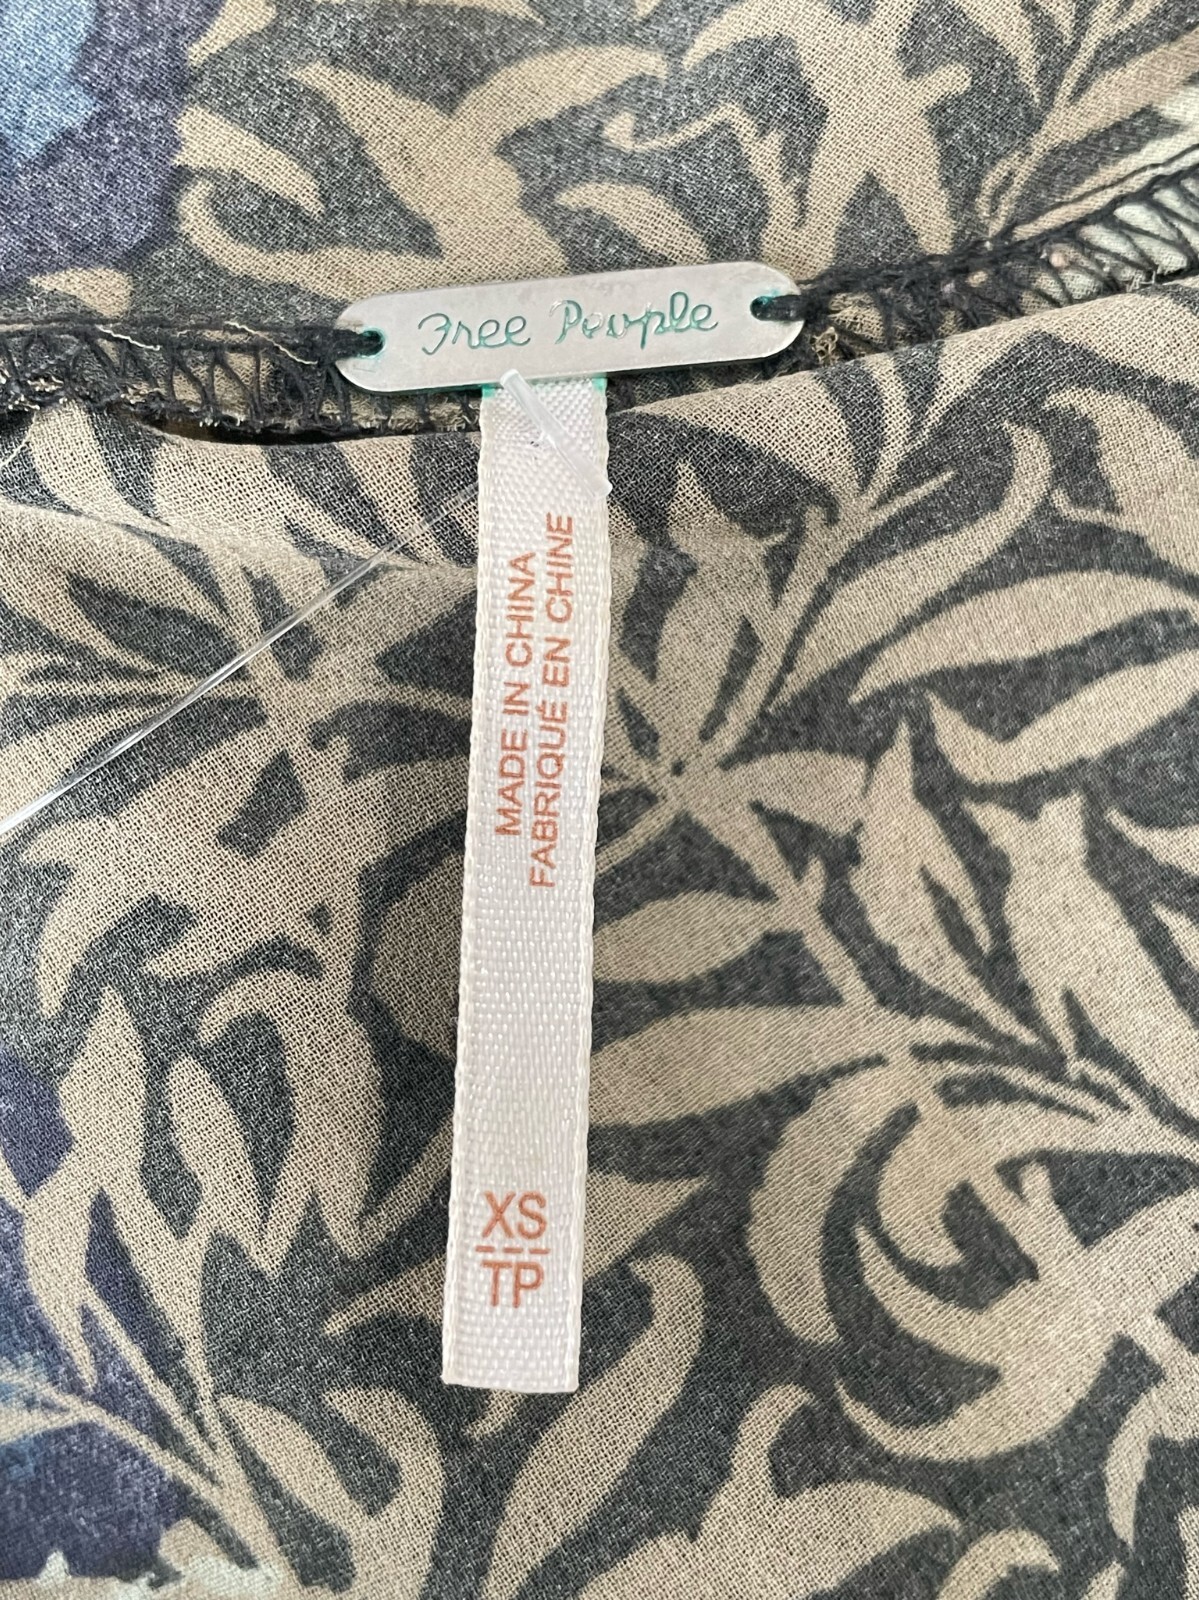 Free People
MADE IN CHINA
FABRIQUÉ EN CHINE
XS
TP